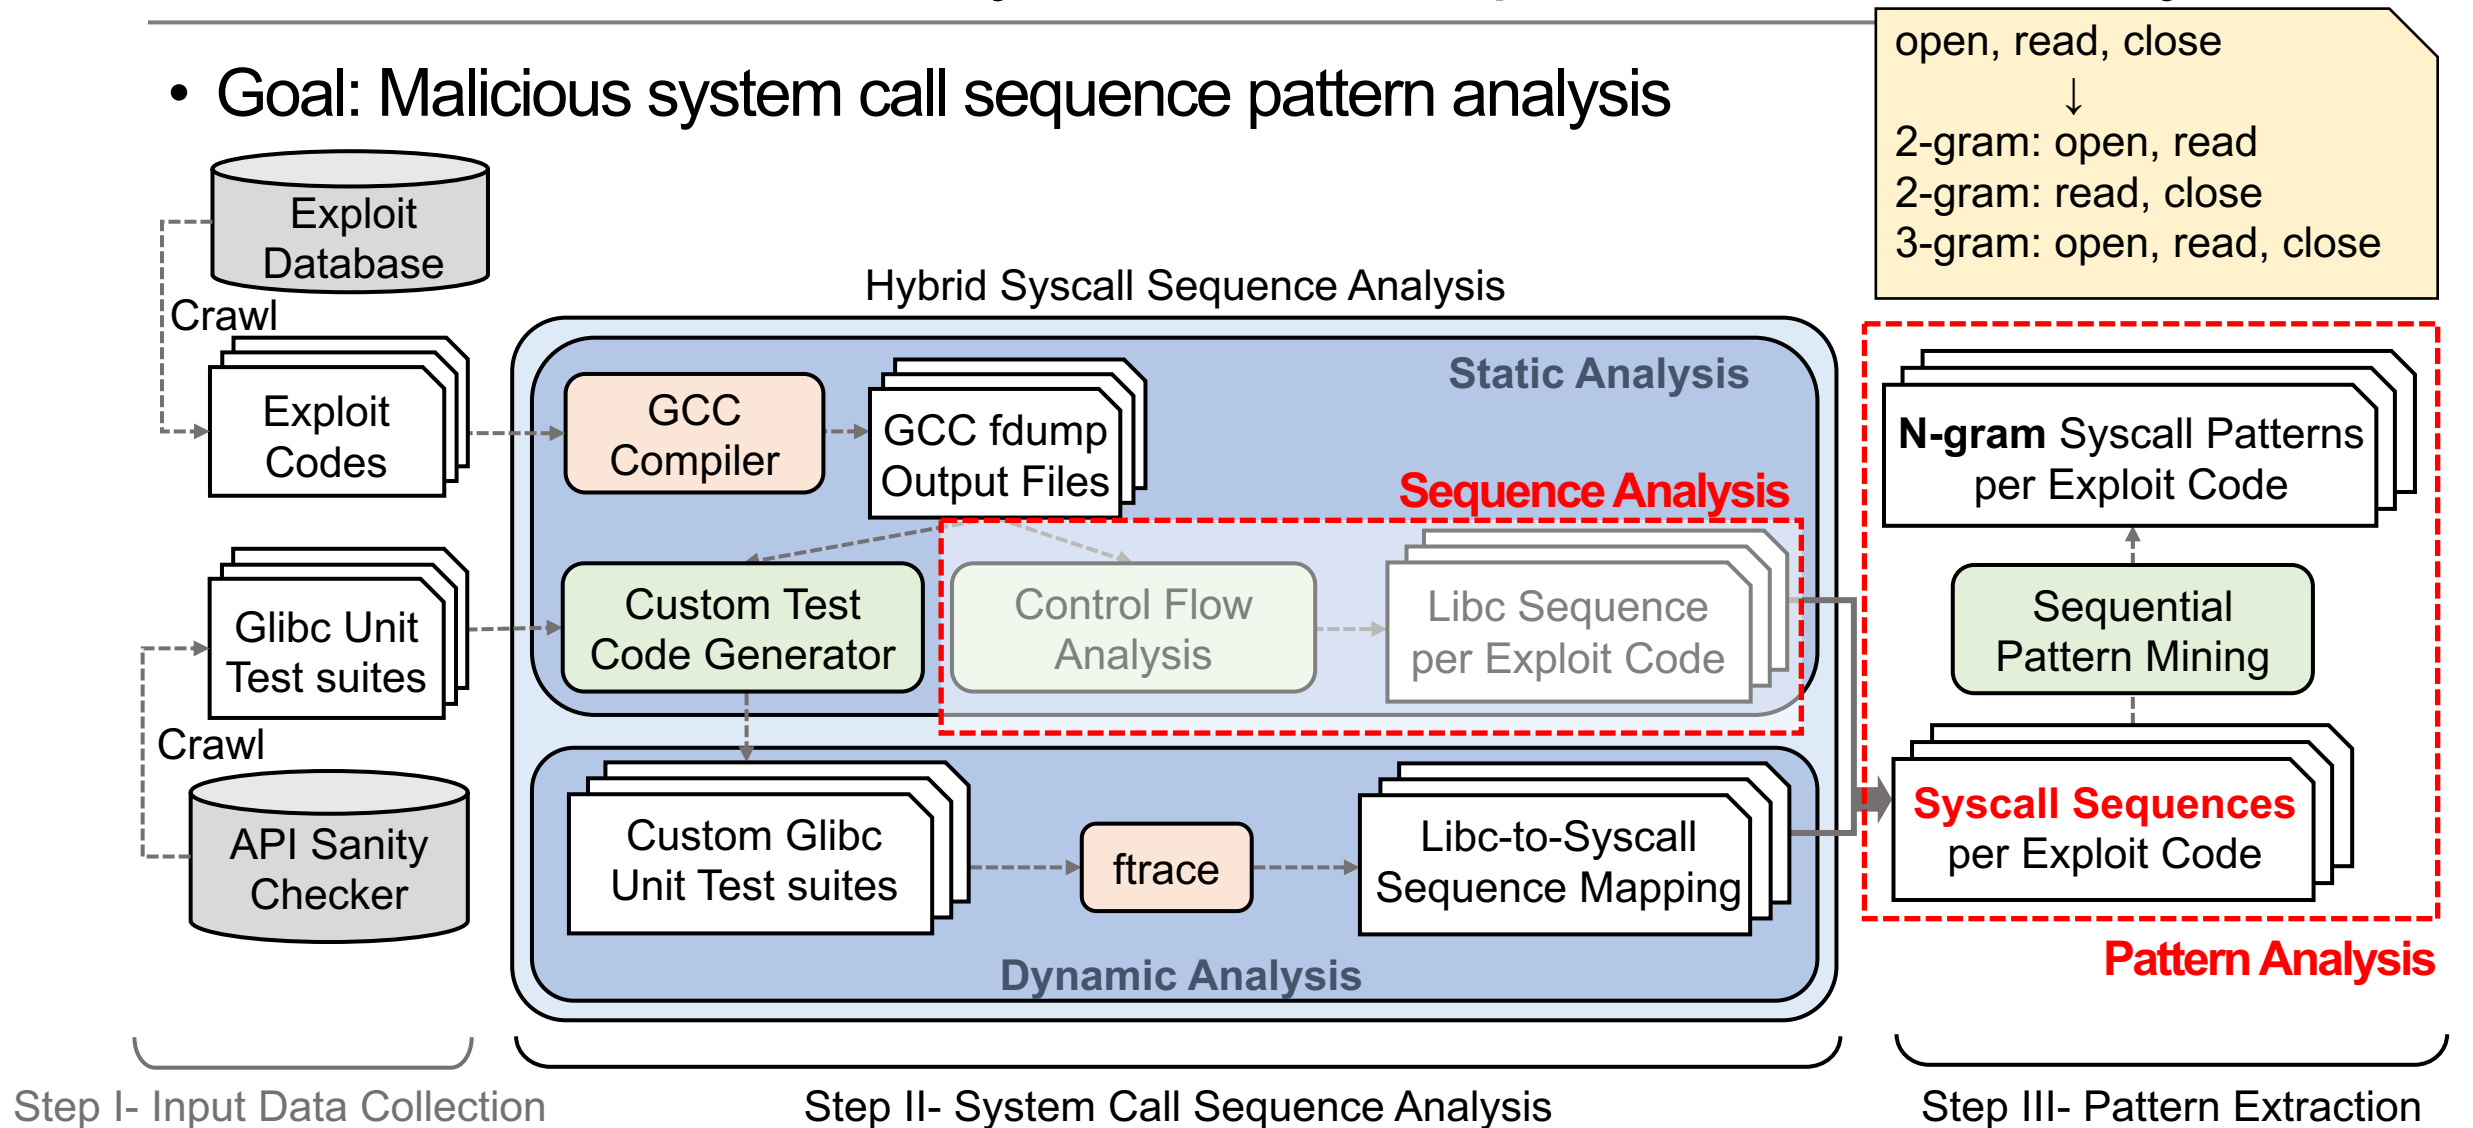 • Goal: Malicious system call sequence pattern analysis
open, read, close
↓
2-gram: open, read
2-gram: read, close
3-gram: open, read, close
Exploit
Database
Crawl
Exploit
Codes
Glibc Unit
Test suites
Crawl
API Sanity
Checker
Hybrid Syscall Sequence Analysis
Static Analysis
GCC
Compiler
GCC fdump
Output Files
Sequence Analysis
Custom Test
Code Generator
Control Flow
Analysis
Libc Sequence
per Exploit Code
Custom Glibc
Unit Test suites
ftrace
Libc-to-Syscall
Sequence Mapping
Dynamic Analysis
N-gram Syscall Patterns
per Exploit Code
Sequential
Pattern Mining
Syscall Sequences
per Exploit Code
Pattern Analysis
Step I- Input Data Collection
Step II- System Call Sequence Analysis
Step III- Pattern Extraction